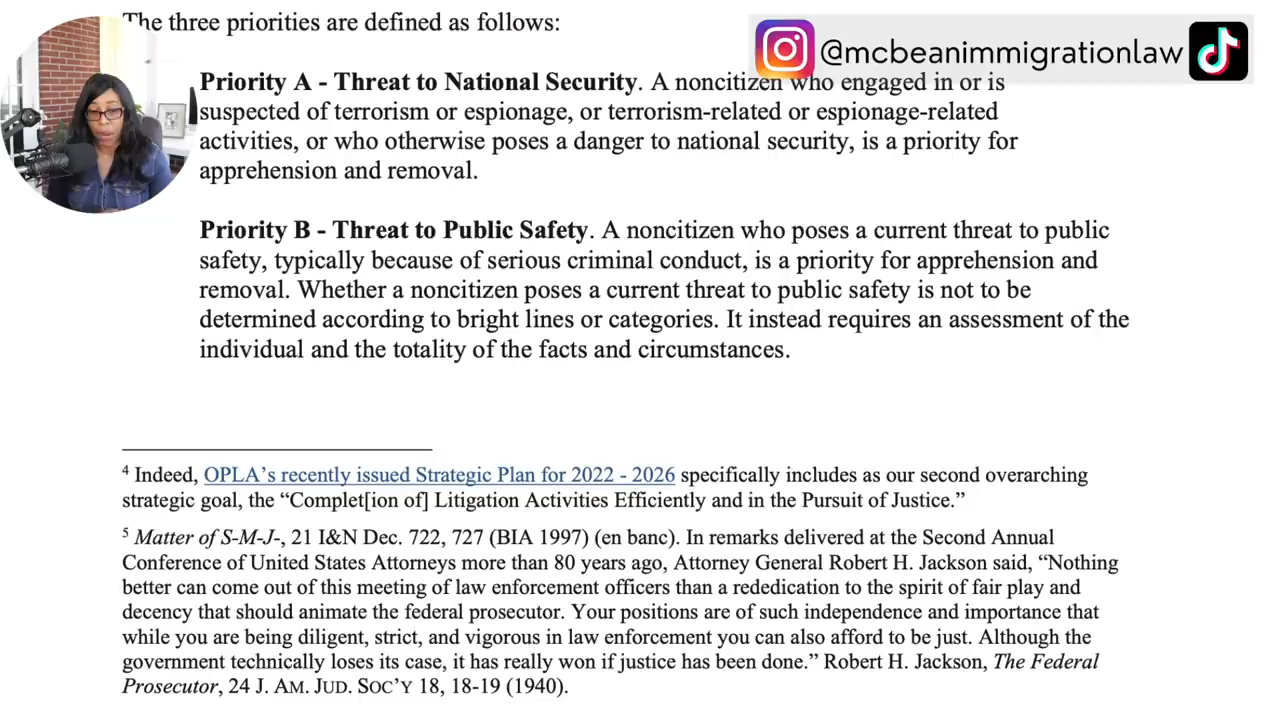 The three priorities are defined as follows:
@mcbeanimmigrationlaw
Priority A - Threat to National Security. A noncitizen who engaged in or is
suspected of terrorism or espionage, or terrorism-related or espionage-related
activities, or who otherwise poses a danger to national security, is a priority for
apprehension and removal.
Priority B - Threat to Public Safety. A noncitizen who poses a current threat to public
safety, typically because of serious criminal conduct, is a priority for apprehension and
removal. Whether a noncitizen poses a current threat to public safety is not to be
determined according to bright lines or categories. It instead requires an assessment of the
individual and the totality of the facts and circumstances.
4 Indeed, OPLA’s recently issued Strategic Plan for 2022 - 2026 specifically includes as our second overarching
strategic goal, the “Complet[ion of] Litigation Activities Efficiently and in the Pursuit of Justice.”
5 Matter of S-M-J-, 21 I&N Dec. 722, 727 (BIA 1997) (en banc). In remarks delivered at the Second Annual
Conference of United States Attorneys more than 80 years ago, Attorney General Robert H. Jackson said, “Nothing
better can come out of this meeting of law enforcement officers than a rededication to the spirit of fair play and
decency that should animate the federal prosecutor. Your positions are of such independence and importance that
while you are being diligent, strict, and vigorous in law enforcement you can also afford to be just. Although the
government technically loses its case, it has really won if justice has been done.” Robert H. Jackson, The Federal
Prosecutor, 24 J. AM. JUD. SOC’Y 18, 18-19 (1940).